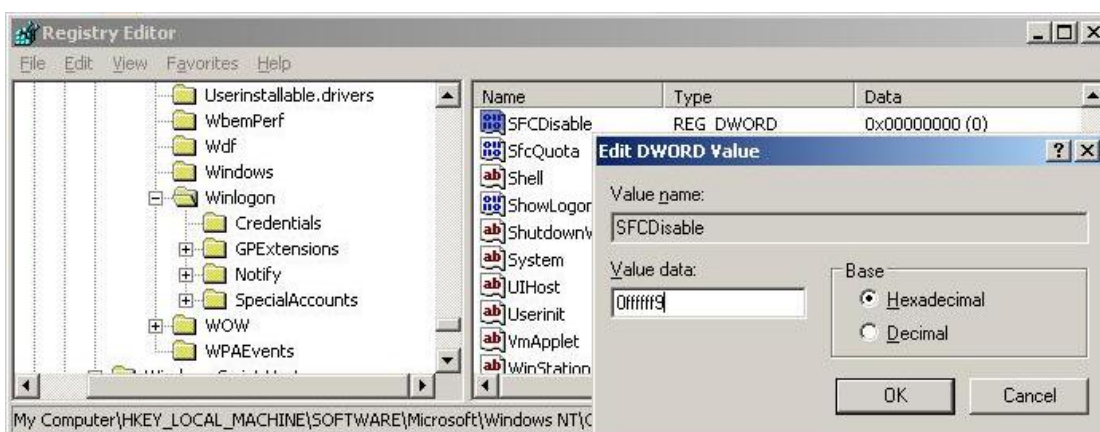 Registry Editor
File Edit View Favorites Help
Userinstallable.drivers
WbemPerf
Wdf
Windows
Winlogon
Credentials
GPExtensions
Notify
SpecialAccounts
WOW
WPAEvents
Name Type Data
SFCDisable REG_DWORD 0x00000000 (0)
SfcQuota
Shell
ShowLogon
ShutdownW
System
UIHost
Userinit
VmApplet
WinStation
Edit DWORD Value
Value name:
SFCDisable
Value data:
0ffffff9
Base
Hexadecimal
Decimal
OK Cancel
My Computer\HKEY_LOCAL_MACHINE\SOFTWARE\Microsoft\Windows NT\C